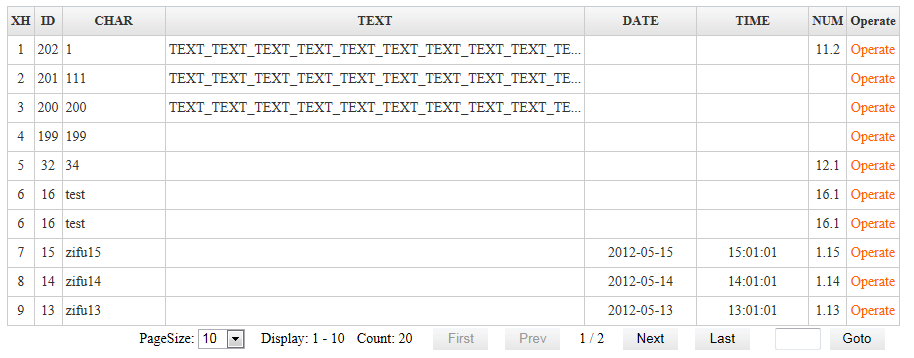 XH ID CHAR TEXT DATE TIME NUM Operate
1 202 1 TEXT_TEXT_TEXT_TEXT_TEXT_TEXT_TEXT_TEXT_TEXT_TE... 11.2 Operate
2 201 111 TEXT_TEXT_TEXT_TEXT_TEXT_TEXT_TEXT_TEXT_TEXT_TE... Operate
3 200 200 TEXT_TEXT_TEXT_TEXT_TEXT_TEXT_TEXT_TEXT_TEXT_TE... Operate
4 199 199 Operate
5 32 34 12.1 Operate
6 16 test 16.1 Operate
6 16 test 16.1 Operate
7 15 zifu15 2012-05-15 15:01:01 1.15 Operate
8 14 zifu14 2012-05-14 14:01:01 1.14 Operate
9 13 zifu13 2012-05-13 13:01:01 1.13 Operate
PageSize: 10 Display: 1 - 10 Count: 20 First Prev 1 / 2 Next Last Goto